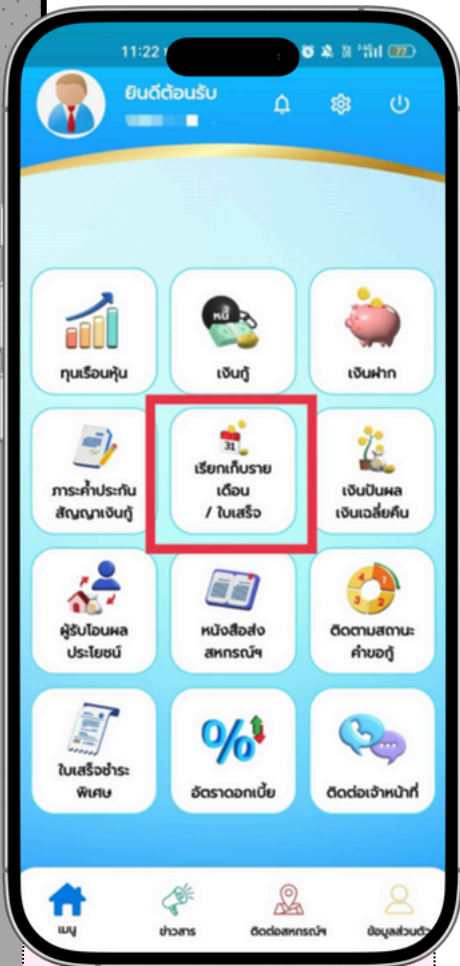 11:22
77
ยินดีต้อนรับ
หนี้
ทุนเรือนหุ้น
เงินกู้
เงินฝาก
31
ภาระค้ำประกัน
สัญญาเงินกู้
เรียกเก็บราย
เดือน
/ ใบเสร็จ
เงินปันผล
เงินเฉลี่ยคืน
4 1
3 2
ผู้รับโอนผล
ประโยชน์
หนังสือส่ง
สหกรณ์ฯ
ติดตามสถานะ
คำขอกู้
%
ใบเสร็จชำระ
พิเศษ
อัตราดอกเบี้ย
ติดต่อเจ้าหน้าที่
เมนู
ข่าวสาร
ติดต่อสหกรณ์ฯ
ข้อมูลส่วนตัว